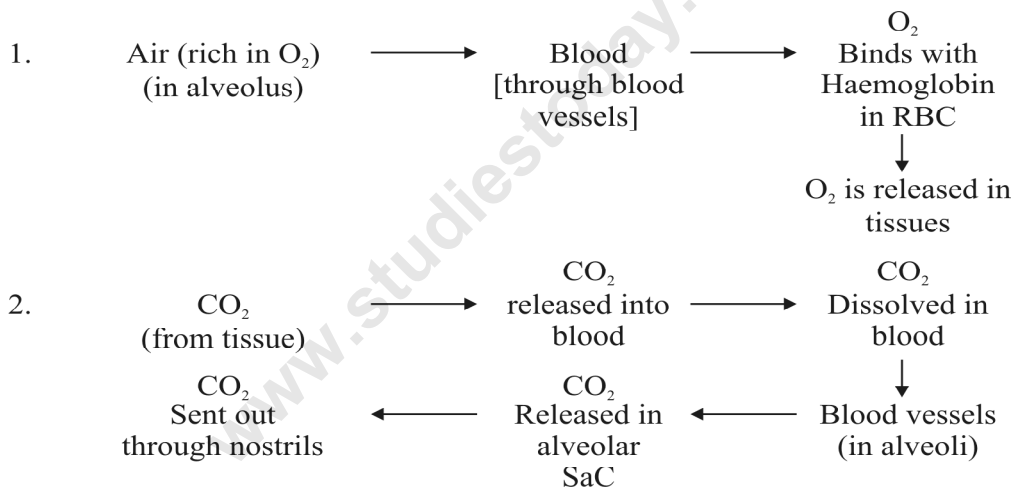 1. Air (rich in O₂)
(in alveolus)
Blood
[through blood
vessels]
O₂
Binds with
Haemoglobin
in RBC
O₂ is released in
tissues
2. CO₂
(from tissue)
CO₂
released into
blood
CO₂
Dissolved in
blood
Blood vessels
(in alveoli)
CO₂
Released in
alveolar
SaC
CO₂
Sent out
through nostrils
www.studiestoday.